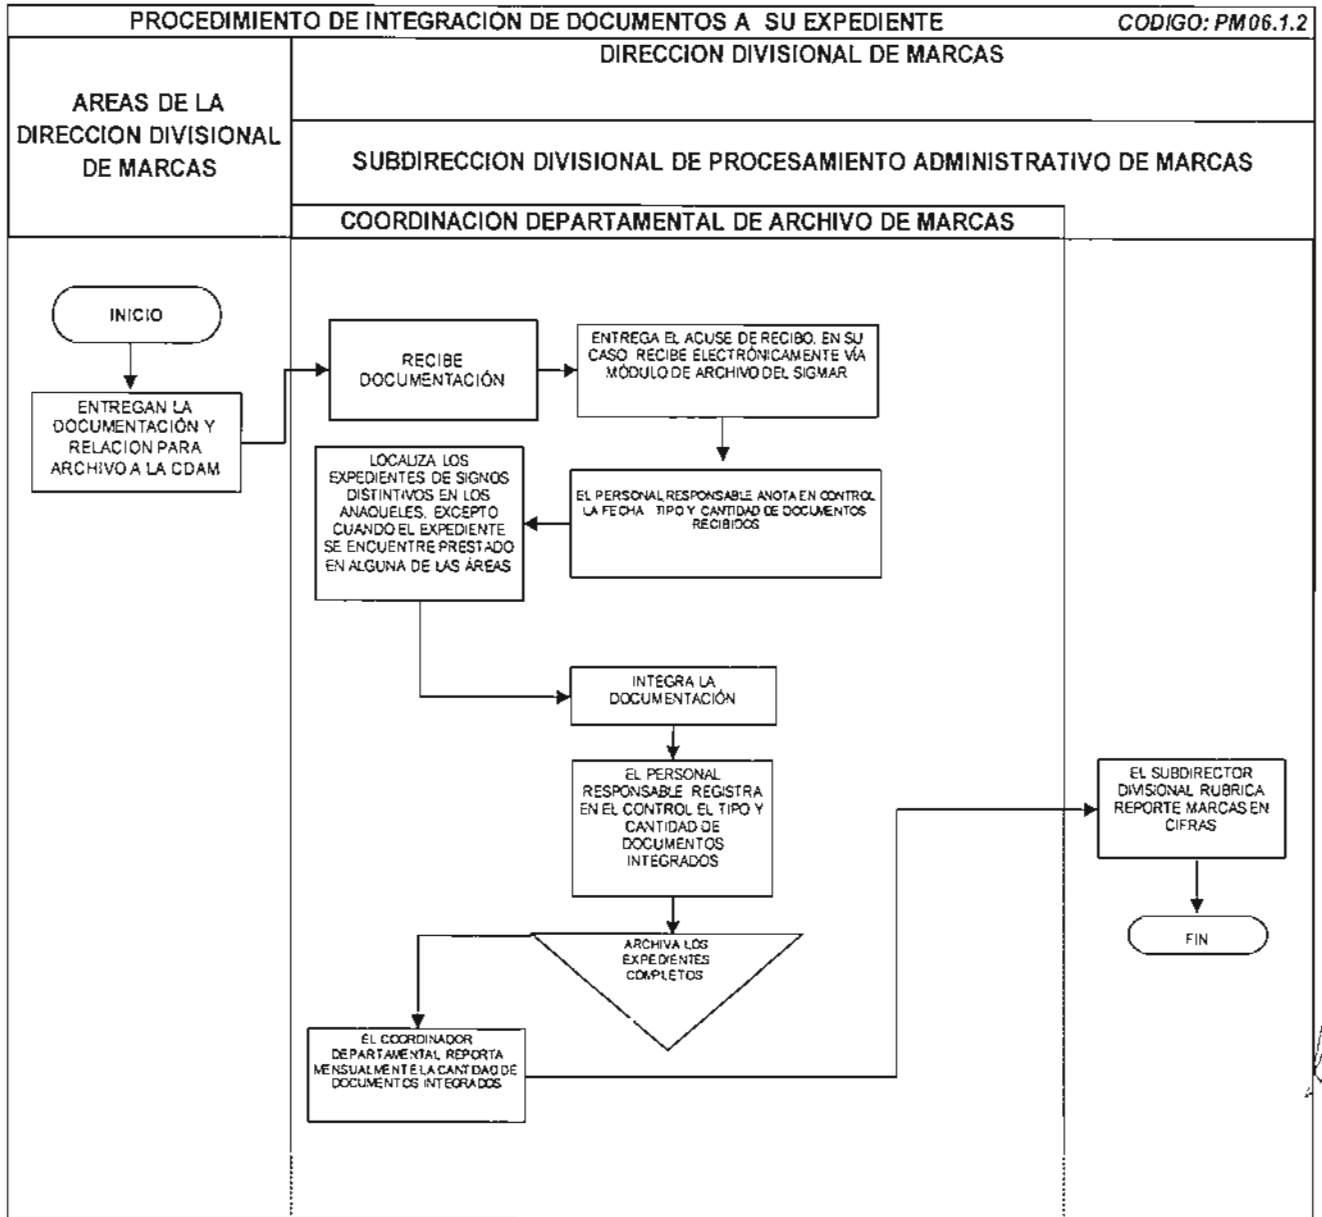 PROCEDIMIENTO DE INTEGRACION DE DOCUMENTOS A SU EXPEDIENTE
CODIGO: PM06.1.2
AREAS DE LA
DIRECCION DIVISIONAL
DE MARCAS
DIRECCION DIVISIONAL DE MARCAS
SUBDIRECCION DIVISIONAL DE PROCESAMIENTO ADMINISTRATIVO DE MARCAS
COORDINACION DEPARTAMENTAL DE ARCHIVO DE MARCAS
INICIO
ENTREGAN LA
DOCUMENTACIÓN Y
RELACION PARA
ARCHIVO A LA CDAM
RECIBE
DOCUMENTACIÓN
ENTREGA EL ACUSE DE RECIBO, EN SU
CASO RECIBE ELECTRÓNICAMENTE VÍA
MÓDULO DE ARCHIVO DEL SIGMAR
EL PERSONAL RESPONSABLE ANOTA EN CONTROL
LA FECHA TIPO Y CANTIDAD DE DOCUMENTOS
RECIBIDOS
LOCALIZA LOS
EXPEDIENTES DE SIGNOS
DISTINTIVOS EN LOS
ANAQUELES, EXCEPTO
CUANDO EL EXPEDIENTE
SE ENCUENTRE PRESTADO
EN ALGUNA DE LAS ÁREAS
INTEGRA LA
DOCUMENTACIÓN
EL PERSONAL
RESPONSABLE REGISTRA
EN EL CONTROL EL TIPO Y
CANTIDAD DE
DOCUMENTOS
INTEGRADOS
ARCHIVA LOS
EXPEDIENTES
COMPLETOS
EL COORDINADOR
DEPARTAMENTAL REPORTA
MENSUALMENTE LA CANTIDAD DE
DOCUMENTOS INTEGRADOS
EL SUBDIRECTOR
DIVISIONAL RUBRICA
REPORTE MARCAS EN
CIFRAS
FIN